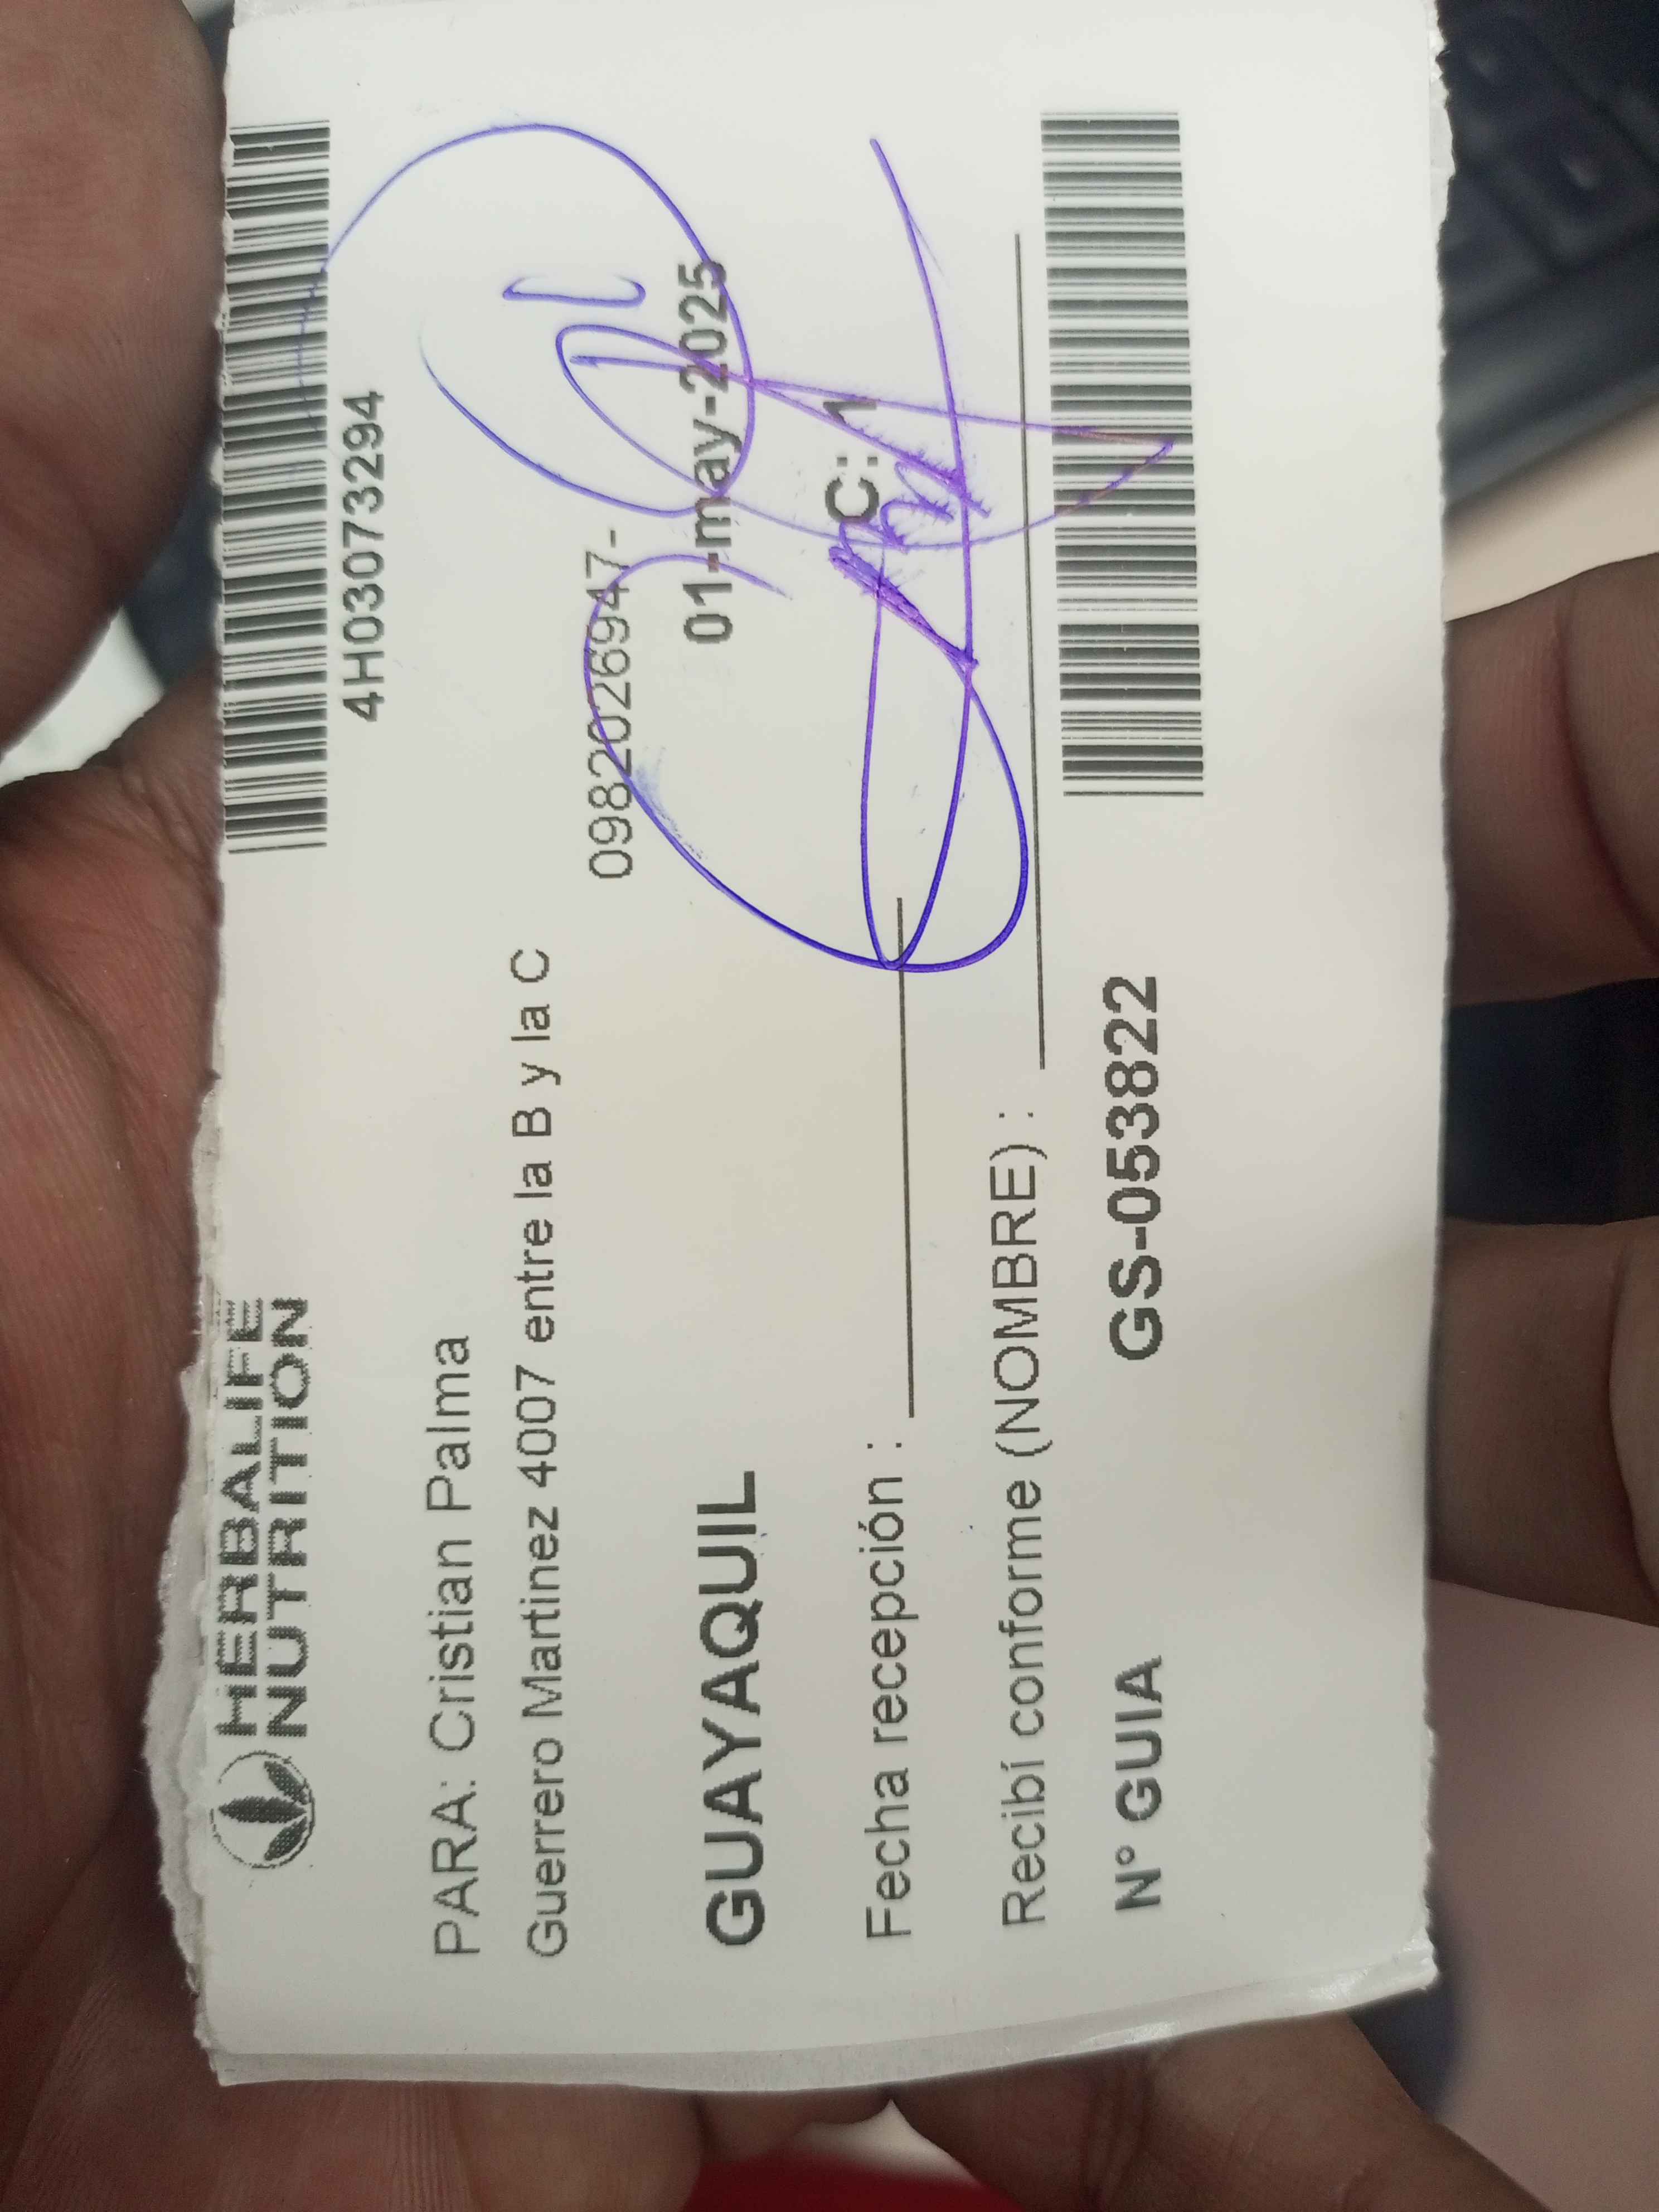 HERBALIFE
NUTRITION
4H03073294
PARA: Cristian Palma
Guerrero Martinez 4007 entre la B y la C
0982026947-
GUAYAQUIL
01-may-2025
Fecha recepción :
C: 1
Recibí conforme (NOMBRE) :
N° GUIA
GS-053822